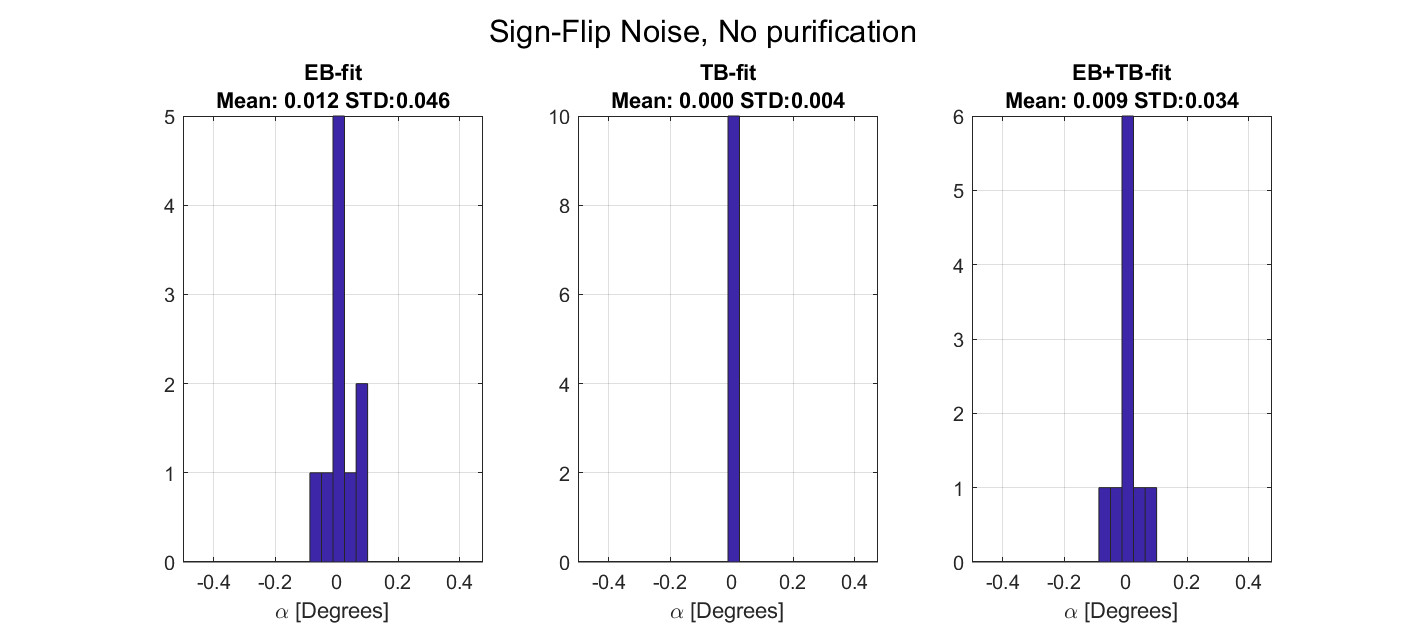 Sign-Flip Noise, No purification
EB-fit
Mean: 0.012 STD:0.046
5
4
3
2
1
0
-0.4 -0.2 0 0.2 0.4
α [Degrees]
TB-fit
Mean: 0.000 STD:0.004
10
8
6
4
2
0
-0.4 -0.2 0 0.2 0.4
α [Degrees]
EB+TB-fit
Mean: 0.009 STD:0.034
6
5
4
3
2
1
0
-0.4 -0.2 0 0.2 0.4
α [Degrees]